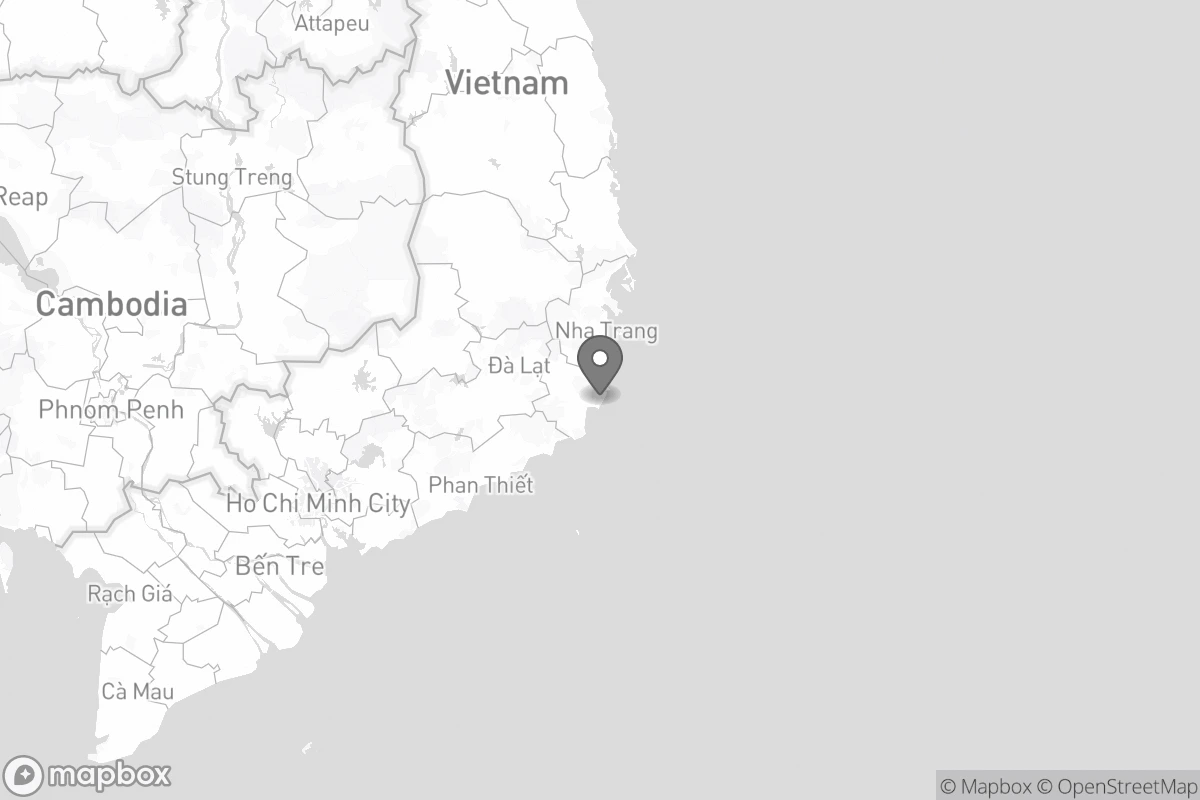 Attapeu
Vietnam
Stung Treng
Reap
Cambodia
Nha Trang
Đà Lạt
Phnom Penh
Phan Thiết
Ho Chi Minh City
Bến Tre
Rạch Giá
Cà Mau
mapbox
© Mapbox © OpenStreetMap